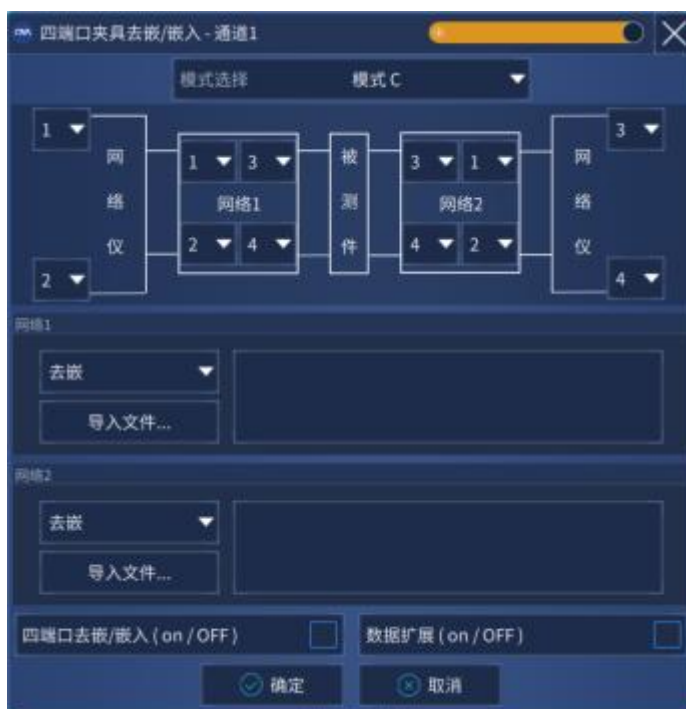 四端口夹具去嵌/嵌入 - 通道1
模式选择 模式 C
1 3
网络仪 1 3 被测件 3 1 网络仪
网络1 网络2
2 4 4 2
2 4
网络1
去嵌
导入文件...
网络2
去嵌
导入文件...
四端口去嵌/嵌入 ( on / OFF ) 数据扩展 ( on / OFF )
确定 取消